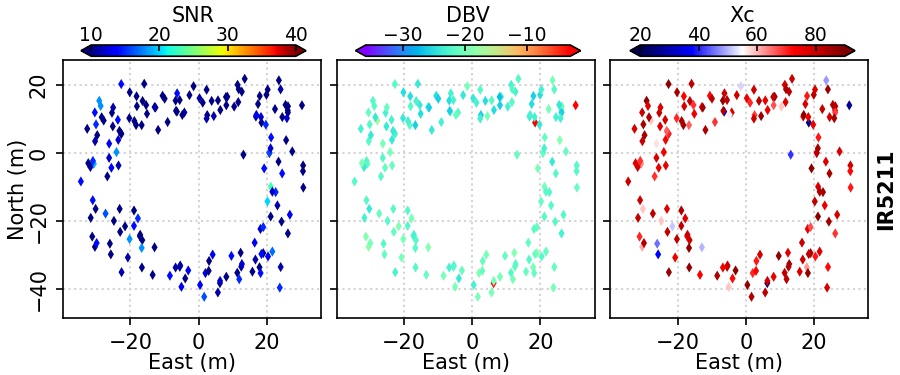 SNR DBV Xc
10 20 30 40 −30 −20 −10 20 40 60 80
20
0
−20
−40
North (m)
−20 0 20 −20 0 20 −20 0 20
East (m) East (m) East (m)
IR5211